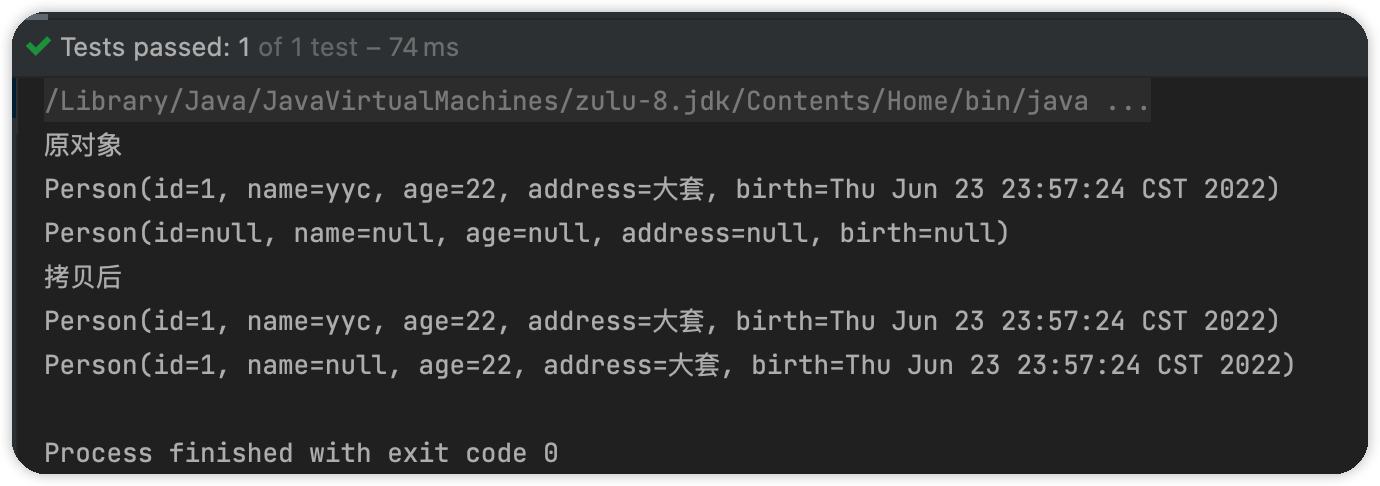 Tests passed: 1 of 1 test – 74 ms
/Library/Java/JavaVirtualMachines/zulu-8.jdk/Contents/Home/bin/java ...
原对象
Person(id=1, name=yyc, age=22, address=大套, birth=Thu Jun 23 23:57:24 CST 2022)
Person(id=null, name=null, age=null, address=null, birth=null)
拷贝后
Person(id=1, name=yyc, age=22, address=大套, birth=Thu Jun 23 23:57:24 CST 2022)
Person(id=1, name=null, age=22, address=大套, birth=Thu Jun 23 23:57:24 CST 2022)
Process finished with exit code 0